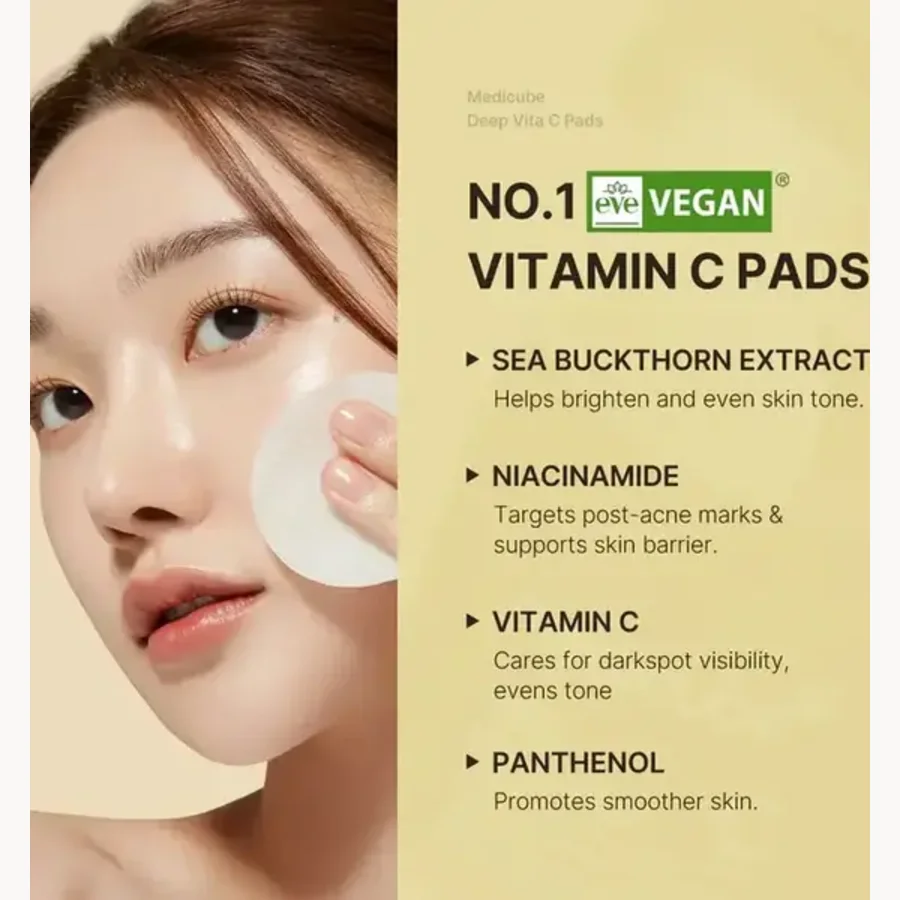 Medicube
Deep Vita C Pads
NO.1 eve VEGAN®
VITAMIN C PADS
▶ SEA BUCKTHORN EXTRACT
Helps brighten and even skin tone.
▶ NIACINAMIDE
Targets post-acne marks &
supports skin barrier.
▶ VITAMIN C
Cares for darkspot visibility,
evens tone
▶ PANTHENOL
Promotes smoother skin.